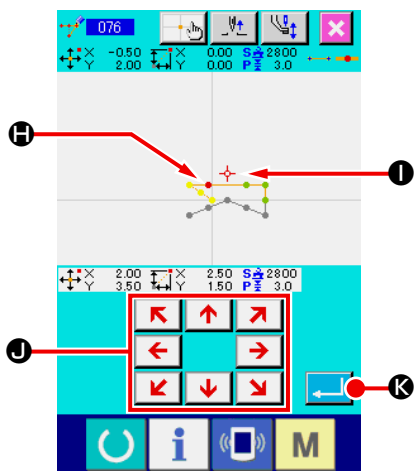 076
X -0.50 X 0.00 S 2800
Y 2.00 Y 0.00 P 3.0
H
I
X 2.00 X 2.50 S 2800
Y 3.50 Y 1.50 P 3.0
J
K
i M